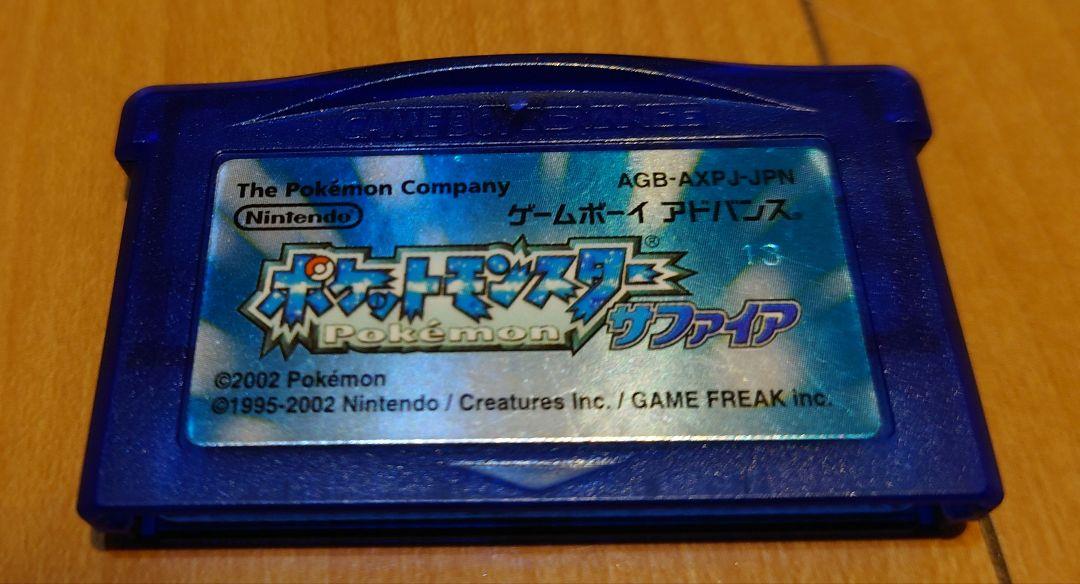 GAME BOY ADVANCE
The Pokémon Company AGB-AXPJ-JPN
Nintendo® ゲームボーイ アドバンス®
13
ポケットモンスター®
Pokémon サファイア
©2002 Pokémon
©1995-2002 Nintendo / Creatures Inc. / GAME FREAK inc.